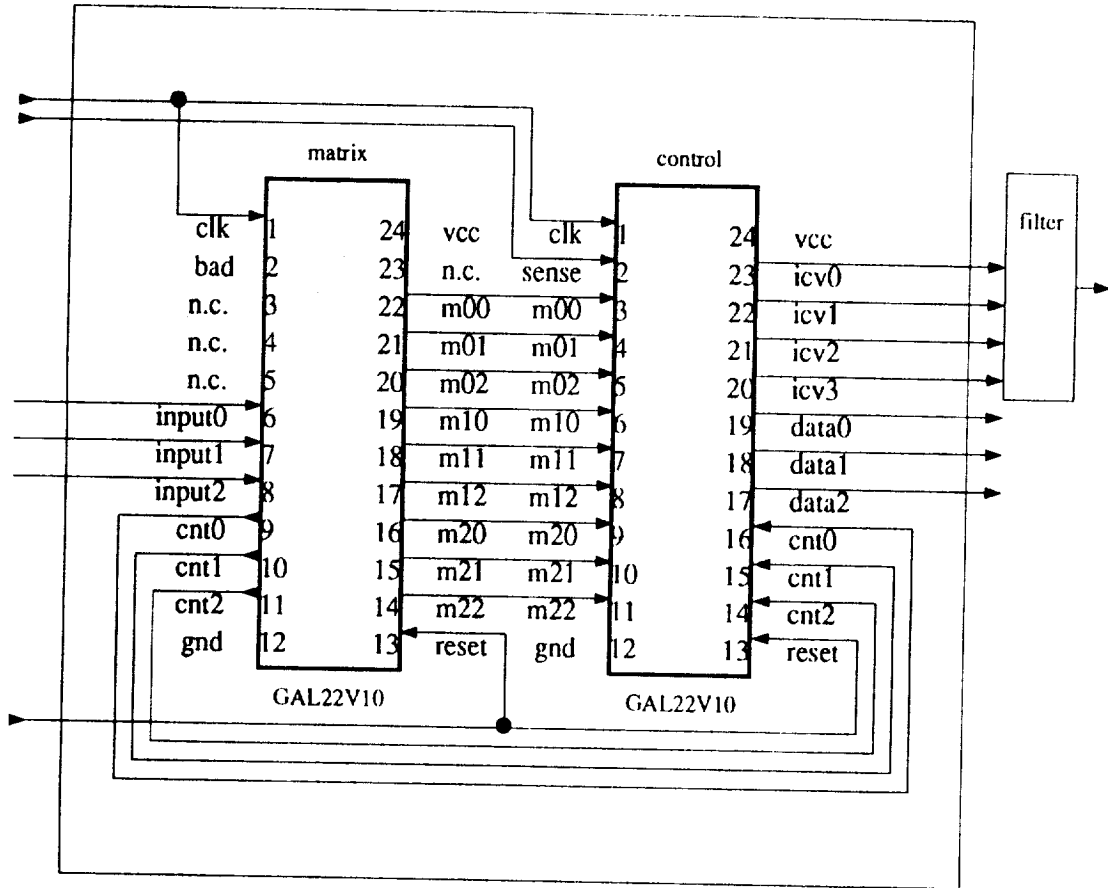 matrix
control
filter
clk 1 24 vcc clk 1 24 vcc
bad 2 23 n.c. sense 2 23 icv0
n.c. 3 22 m00 m00 3 22 icv1
n.c. 4 21 m01 m01 4 21 icv2
n.c. 5 20 m02 m02 5 20 icv3
input0 6 19 m10 m10 6 19 data0
input1 7 18 m11 m11 7 18 data1
input2 8 17 m12 m12 8 17 data2
cnt0 9 16 m20 m20 9 16 cnt0
cnt1 10 15 m21 m21 10 15 cnt1
cnt2 11 14 m22 m22 11 14 cnt2
gnd 12 13 reset gnd 12 13 reset
GAL22V10
GAL22V10